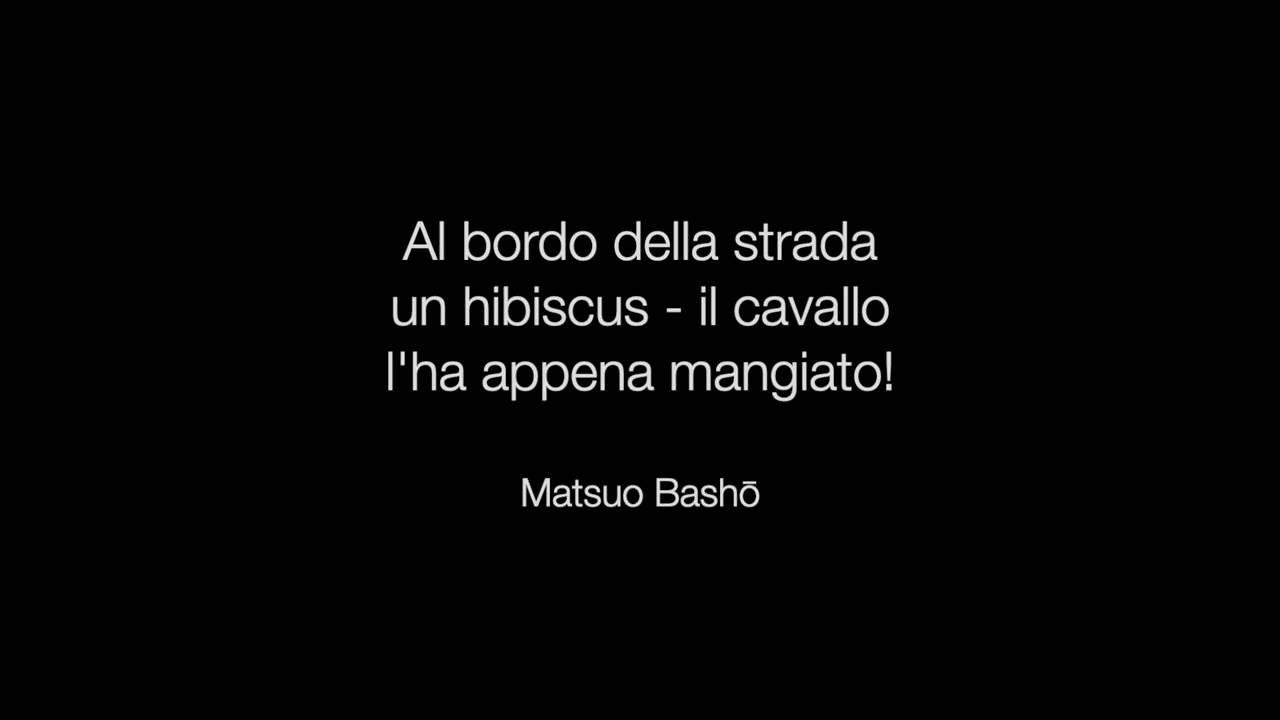 Al bordo della strada
un hibiscus - il cavallo
l'ha appena mangiato!
Matsuo Bashō